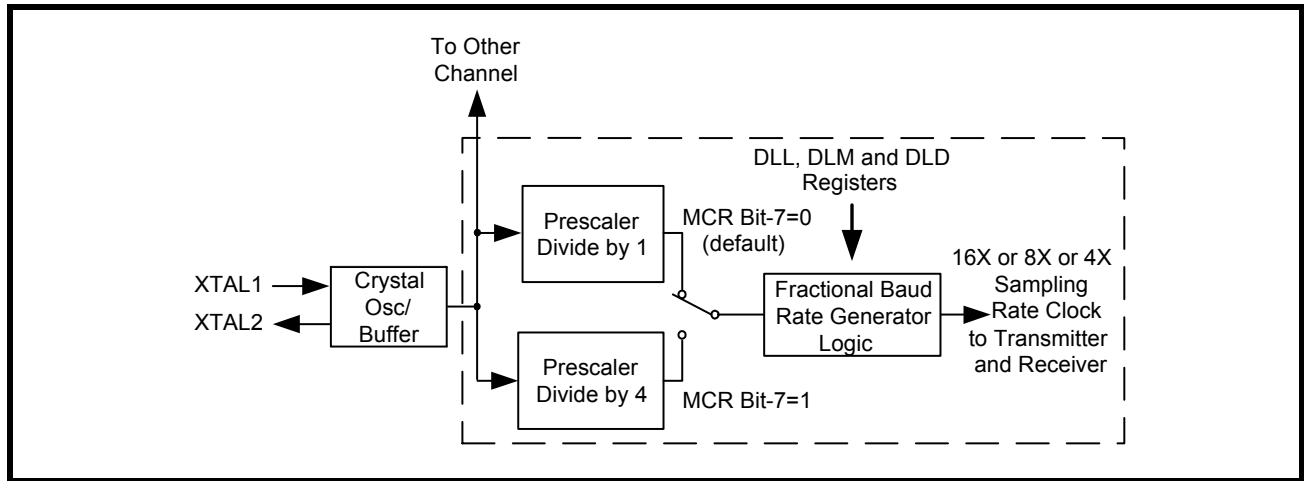 To Other
Channel
DLL, DLM and DLD
Registers
Prescaler
Divide by 1
MCR Bit-7=0
(default)
16X or 8X or 4X
Sampling
Rate Clock
to Transmitter
and Receiver
XTAL1
XTAL2
Crystal
Osc/
Buffer
Fractional Baud
Rate Generator
Logic
Prescaler
Divide by 4
MCR Bit-7=1